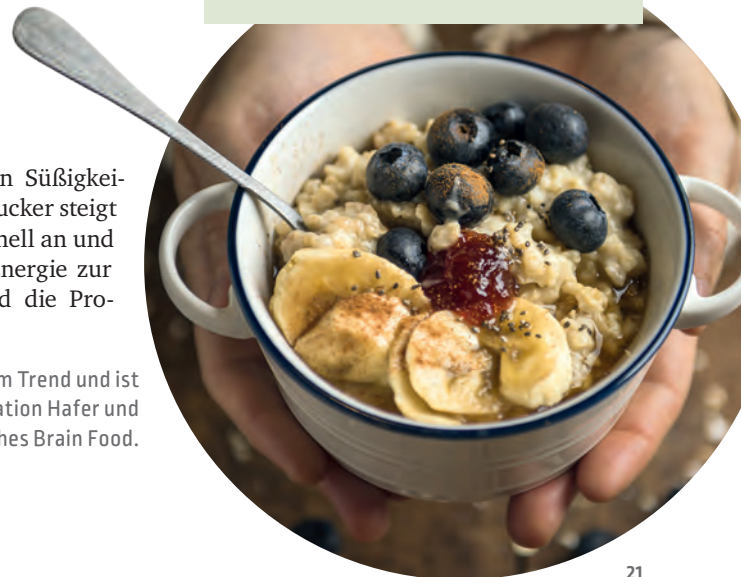 n Süßigkei-
ucker steigt
nell an und
nergie zur
d die Pro-
m Trend und ist
ation Hafer und
hes Brain Food.
21